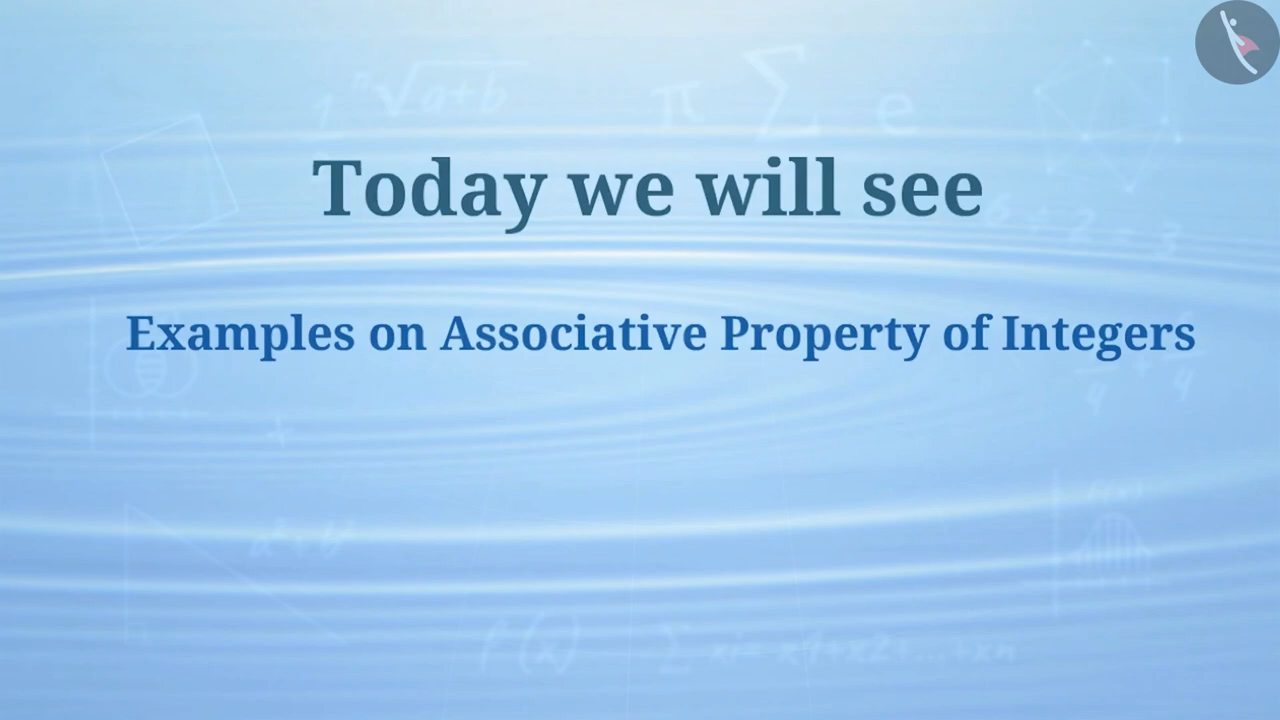 Today we will see
Examples on Associative Property of Integers